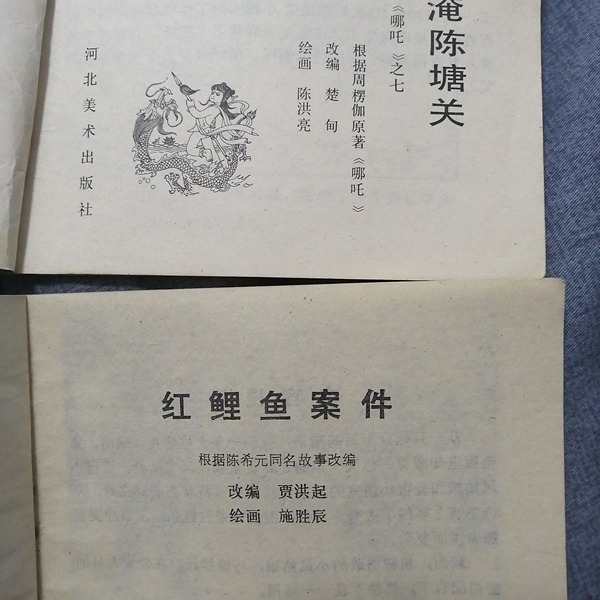 淹陈塘关
《哪吒》之七
根据周楞伽原著《哪吒》
改编 楚甸
绘画 陈洪亮
河北美术出版社
红鲤鱼案件
根据陈希元同名故事改编
改编 贾洪起
绘画 施胜辰